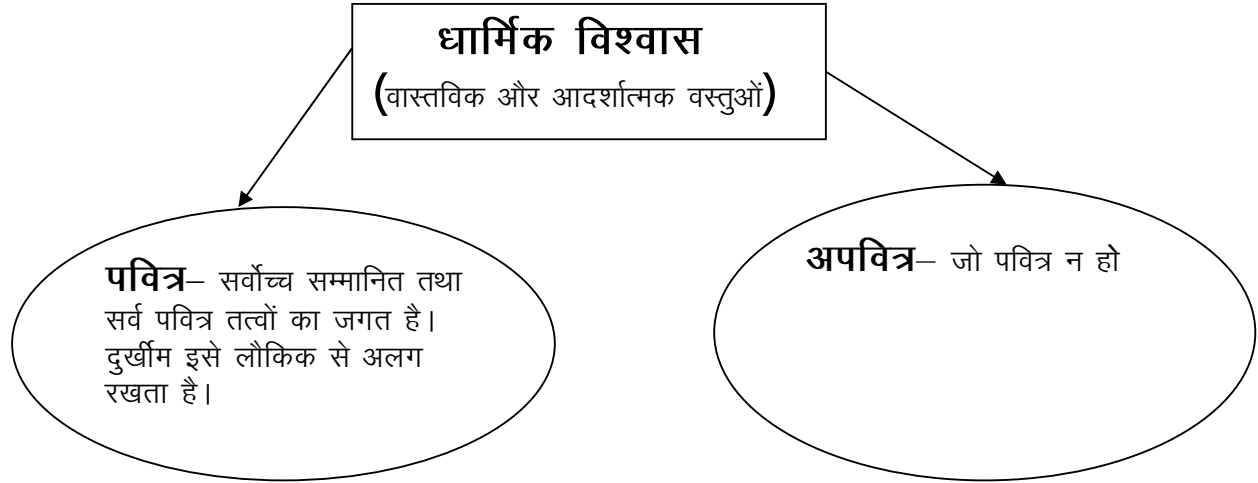 धार्मिक विश्वास
(वास्तविक और आदर्शात्मक वस्तुओं)
पवित्र– सर्वोच्च सम्मानित तथा
सर्व पवित्र तत्वों का जगत है।
दुर्खीम इसे लौकिक से अलग
रखता है।
अपवित्र– जो पवित्र न हो